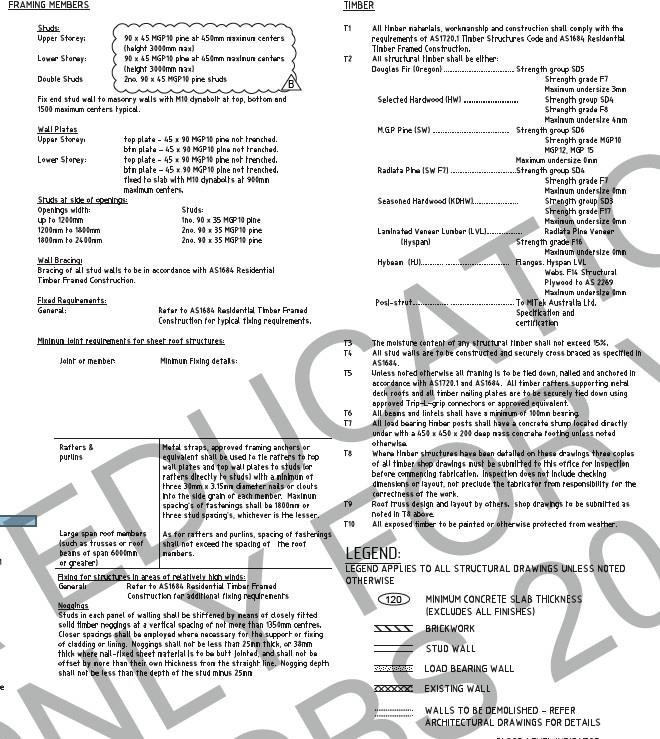 FRAMING MEMBERS
Studs:
Upper Storey: 90 x 45 MGP10 pine at 450mm maximum centers
(height 3000mm max)
Lower Storey: 90 x 45 MGP10 pine at 450mm maximum centers
(height 3000mm max)
Double Studs 2no. 90 x 45 MGP10 pine studs
B
Fix end stud wall to masonry walls with M10 dynabolt at top, bottom and
1500 maximum centers typical.
Wall Plates
Upper Storey: top plate - 45 x 90 MGP10 pine not trenched.
btm plate - 45 x 90 MGP10 pine not trenched.
Lower Storey: top plate - 45 x 90 MGP10 pine not trenched.
btm plate - 45 x 90 MGP10 pine not trenched.
fixed to slab with M10 dynabolts at 900mm
maximum centers.
Studs at side of openings:
Openings width: Studs:
up to 1200mm 1no. 90 x 35 MGP10 pine
1200mm to 1800mm 2no. 90 x 35 MGP10 pine
1800mm to 2400mm 2no. 90 x 35 MGP10 pine
Wall Bracing:
Bracing of all stud walls to be in accordance with AS1684 Residential
Timber Framed Construction.
Fixed Requirements:
General: Refer to AS1684 Residential Timber Framed
Construction for typical fixing requirements.
Minimum joint requirements for sheet roof structures:
Joint or member: Minimum Fixing details:
Rafters & Metal straps, approved framing anchors or
purlins equivalent shall be used to tie rafters to top
wall plates and top wall plates to studs (or
rafters directly to studs) with a minimum of
three 30mm x 3.15mm diameter nails or clouts
into the side grain of each member. Maximum
spacing's of fastenings shall be 1800mm or
three stud spacing's, whichever is the lesser.
Large span roof members As for rafters and purlins, spacing of fastenings
(such as trusses or roof shall not exceed the spacing of the roof
beams of span 6000mm members.
or greater)
Fixing for structures in areas of relatively high winds:
General: Refer to AS1684 Residential Timber Framed
Construction for additional fixing requirements
Noggings
Studs in each panel of walling shall be stiffened by means of closely fitted
solid timber noggings at a vertical spacing of not more than 1350mm centres.
Closer spacings shall be employed where necessary for the support or fixing
of cladding or lining. Noggings shall not be less than 25mm thick, or 38mm
thick where nail-fixed sheet material is to be butt jointed, and shall not be
offset by more than their own thickness from the straight line. Nogging depth
shall not be less than the depth of the stud minus 25mm
TIMBER
T1 All timber materials, workmanship and construction shall comply with the
requirements of AS1720.1 Timber Structures Code and AS1684 Residential
Timber Framed Construction.
T2 All structural timber shall be either:
Douglas Fir (Oregon) ........................ Strength group SD5
Strength grade F7
Maximum undersize 3mm
Selected Hardwood (HW) .................. Strength group SD4
Strength grade F8
Maximum undersize 4mm
M.G.P Pine (SW) ........................... Strength group SD6
Strength grade MGP10
MGP12, MGP 15
Maximum undersize 0mm
Radiata Pine (SW F7) ........................Strength group SD4
Strength grade F7
Maximum undersize 0mm
Seasoned Hardwood (KDHW)............... Strength group SD3
Strength grade F17
Maximum undersize 0mm
Laminated Veneer Lumber (LVL)............ Radiata Pine Veneer
(Hyspan) Strength grade F16
Maximum undersize 0mm
Hybeam (HJ)........................... Flanges. Hyspan LVL
Webs. F14 Structural
Plywood to AS 2269
Maximum undersize 0mm
Posi-strut.............................. To MiTek Australia Ltd.
Specification and
certification
T3 The moisture content of any structural timber shall not exceed 15%.
T4 All stud walls are to be constructed and securely cross braced as specified in
AS1684.
T5 Unless noted otherwise all framing is to be tied down, nailed and anchored in
accordance with AS1720.1 and AS1684. All timber rafters supporting metal
deck roofs and all timber nailing plates are to be securely tied down using
approved Trip-L-grip connectors or approved equivalent.
T6 All beams and lintels shall have a minimum of 100mm bearing.
T7 All load bearing timber posts shall have a concrete stump located directly
under with a 450 x 450 x 200 deep mass concrete footing unless noted
otherwise.
T8 Where timber structures have been detailed on these drawings three copies
of all timber shop drawings must be submitted to this office for inspection
before commencing fabrication. Inspection does not include checking
dimensions or layout, nor preclude the fabricator from responsibility for the
correctness of the work.
T9 Roof truss design and layout by others. shop drawings to be submitted as
noted in T8 above.
T10 All exposed timber to be painted or otherwise protected from weather.
LEGEND:
LEGEND APPLIES TO ALL STRUCTURAL DRAWINGS UNLESS NOTED
OTHERWISE
120 MINIMUM CONCRETE SLAB THICKNESS
(EXCLUDES ALL FINISHES)
BRICKWORK
STUD WALL
LOAD BEARING WALL
EXISTING WALL
WALLS TO BE DEMOLISHED - REFER
ARCHITECTURAL DRAWINGS FOR DETAILS